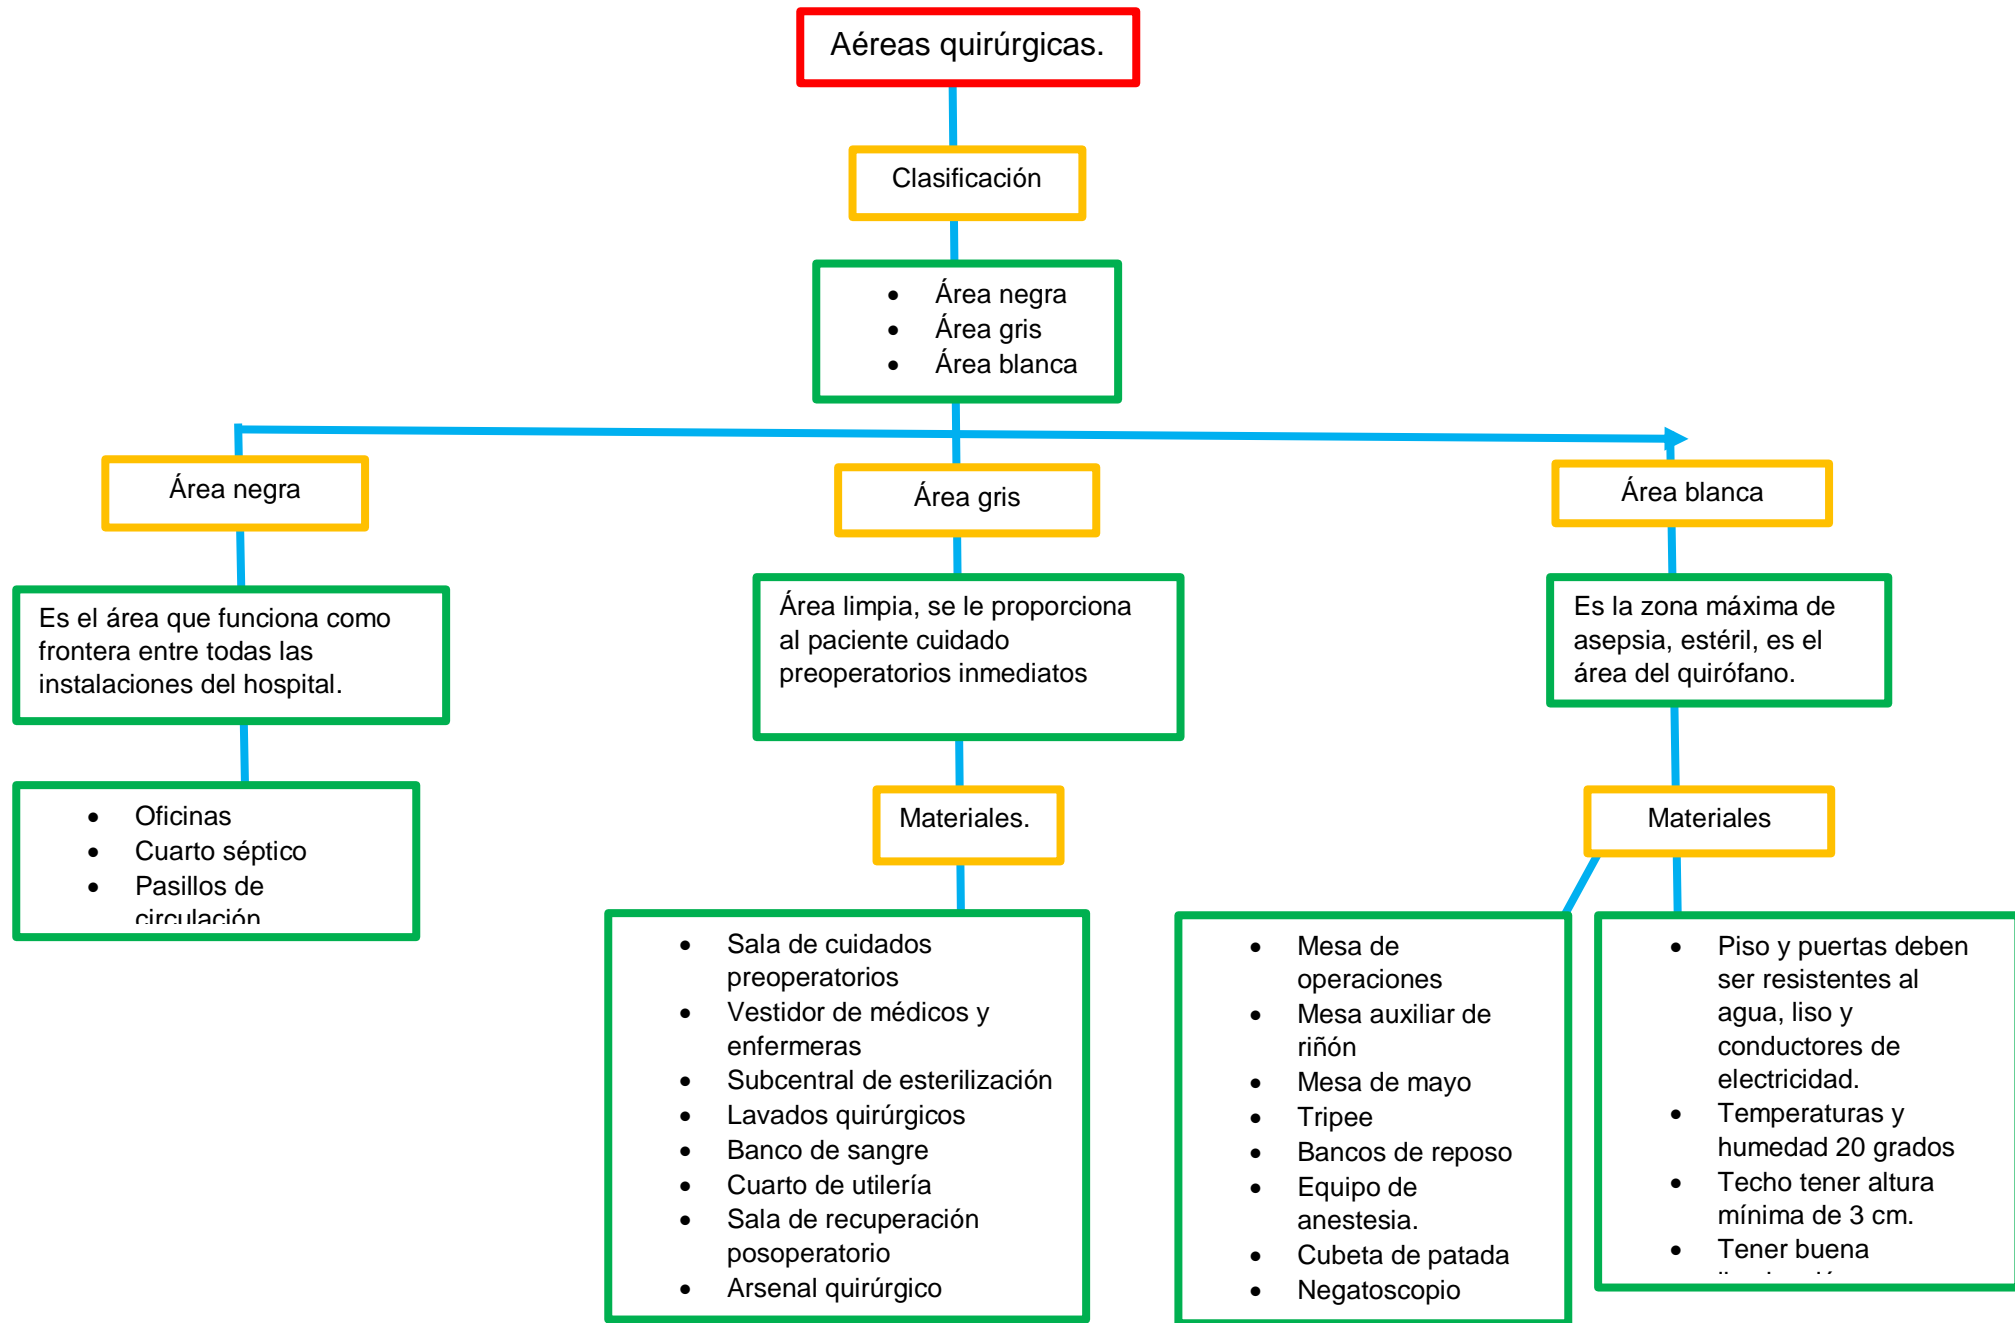 Aéreas quirúrgicas.
Clasificación
• Área negra
• Área gris
• Área blanca
Área negra
Área gris
Área blanca
Es el área que funciona como
frontera entre todas las
instalaciones del hospital.
Área limpia, se le proporciona
al paciente cuidado
preoperatorios inmediatos
Es la zona máxima de
asepsia, estéril, es el
área del quirófano.
• Oficinas
• Cuarto séptico
• Pasillos de
circulación
Materiales.
Materiales
• Sala de cuidados
preoperatorios
• Vestidor de médicos y
enfermeras
• Subcentral de esterilización
• Lavados quirúrgicos
• Banco de sangre
• Cuarto de utilería
• Sala de recuperación
posoperatorio
• Arsenal quirúrgico
• Mesa de
operaciones
• Mesa auxiliar de
riñón
• Mesa de mayo
• Tripee
• Bancos de reposo
• Equipo de
anestesia.
• Cubeta de patada
• Negatoscopio
• Piso y puertas deben
ser resistentes al
agua, liso y
conductores de
electricidad.
• Temperaturas y
humedad 20 grados
• Techo tener altura
mínima de 3 cm.
• Tener buena